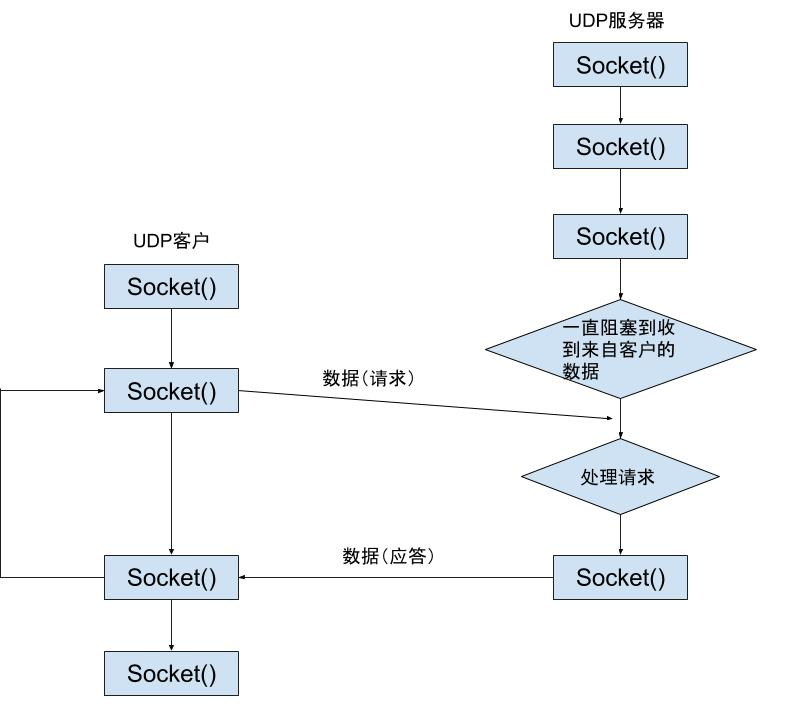 UDP服务器
Socket()
Socket()
Socket()
一直阻塞到收
到来自客户的
数据
处理请求
Socket()
UDP客户
Socket()
Socket()
数据(请求)
Socket()
数据(应答)
Socket()